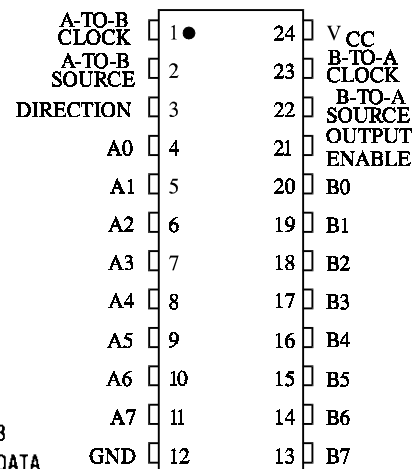 A-TO-B CLOCK 1 24 VCC
A-TO-B SOURCE 2 23 B-TO-A CLOCK
DIRECTION 3 22 B-TO-A SOURCE
A0 4 21 OUTPUT ENABLE
A1 5 20 B0
A2 6 19 B1
A3 7 18 B2
A4 8 17 B3
A5 9 16 B4
A6 10 15 B5
A7 11 14 B6
GND 12 13 B7
DATA